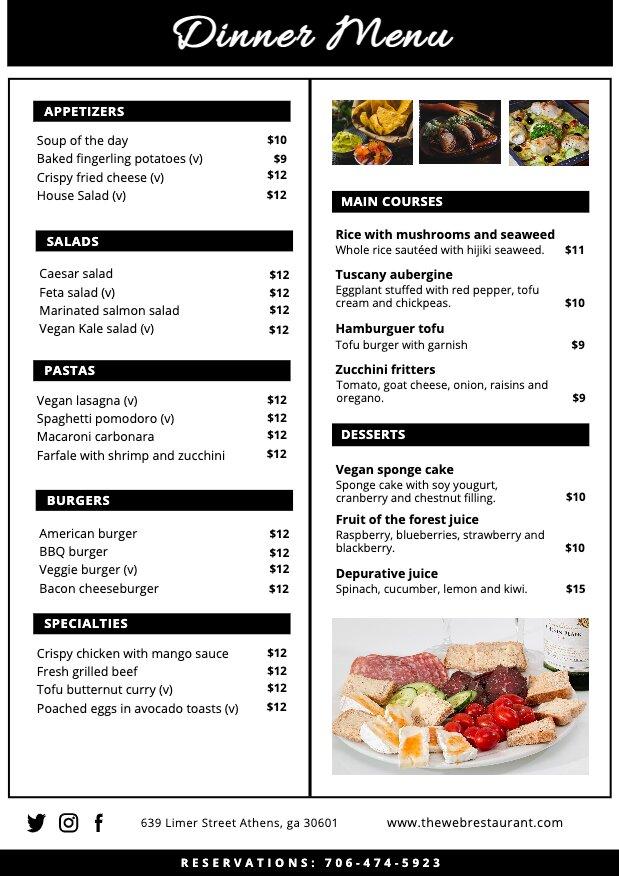 Dinner Menu
APPETIZERS
Soup of the day $10
Baked fingerling potatoes (v) $9
Crispy fried cheese (v) $12
House Salad (v) $12
SALADS
Caesar salad $12
Feta salad (v) $12
Marinated salmon salad $12
Vegan Kale salad (v) $12
PASTAS
Vegan lasagna (v) $12
Spaghetti pomodoro (v) $12
Macaroni carbonara $12
Farfale with shrimp and zucchini $12
BURGERS
American burger $12
BBQ burger $12
Veggie burger (v) $12
Bacon cheeseburger $12
SPECIALTIES
Crispy chicken with mango sauce $12
Fresh grilled beef $12
Tofu butternut curry (v) $12
Poached eggs in avocado toasts (v) $12
MAIN COURSES
Rice with mushrooms and seaweed
Whole rice sautéed with hijiki seaweed. $11
Tuscany aubergine
Eggplant stuffed with red pepper, tofu
cream and chickpeas. $10
Hamburguer tofu
Tofu burger with garnish $9
Zucchini fritters
Tomato, goat cheese, onion, raisins and
oregano. $9
DESSERTS
Vegan sponge cake
Sponge cake with soy yougurt,
cranberry and chestnut filling. $10
Fruit of the forest juice
Raspberry, blueberries, strawberry and
blackberry. $10
Depurative juice
Spinach, cucumber, lemon and kiwi. $15
639 Limer Street Athens, ga 30601
www.thewebrestaurant.com
RESERVATIONS: 706-474-5923